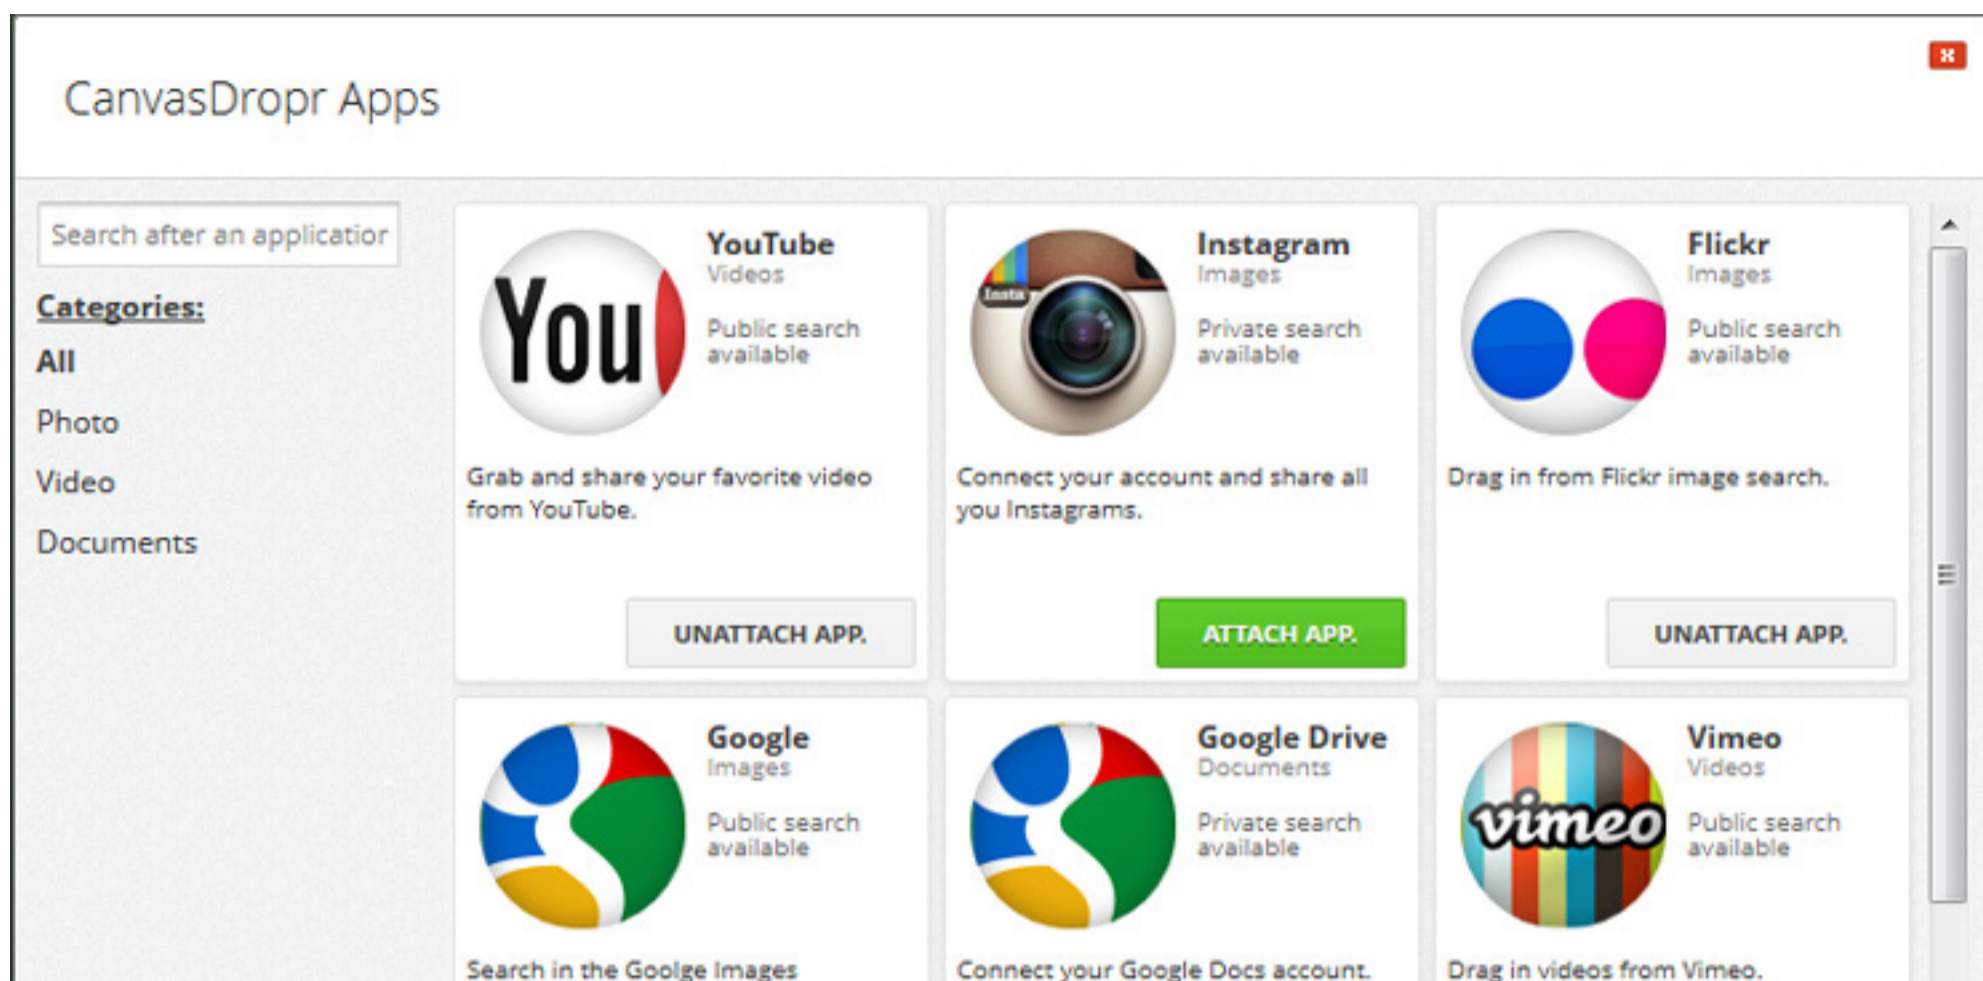 CanvasDropr Apps
Search after an application
Categories:
All
Photo
Video
Documents
You
YouTube
Videos
Public search
available
Grab and share your favorite video
from YouTube.
UNATTACH APP.
Insta
Instagram
Images
Private search
available
Connect your account and share all
you Instagrams.
ATTACH APP.
Flickr
Images
Public search
available
Drag in from Flickr image search.
UNATTACH APP.
Google
Images
Public search
available
Search in the Goolge Images
Google Drive
Documents
Private search
available
Connect your Google Docs account.
vimeo
Vimeo
Videos
Public search
available
Drag in videos from Vimeo.